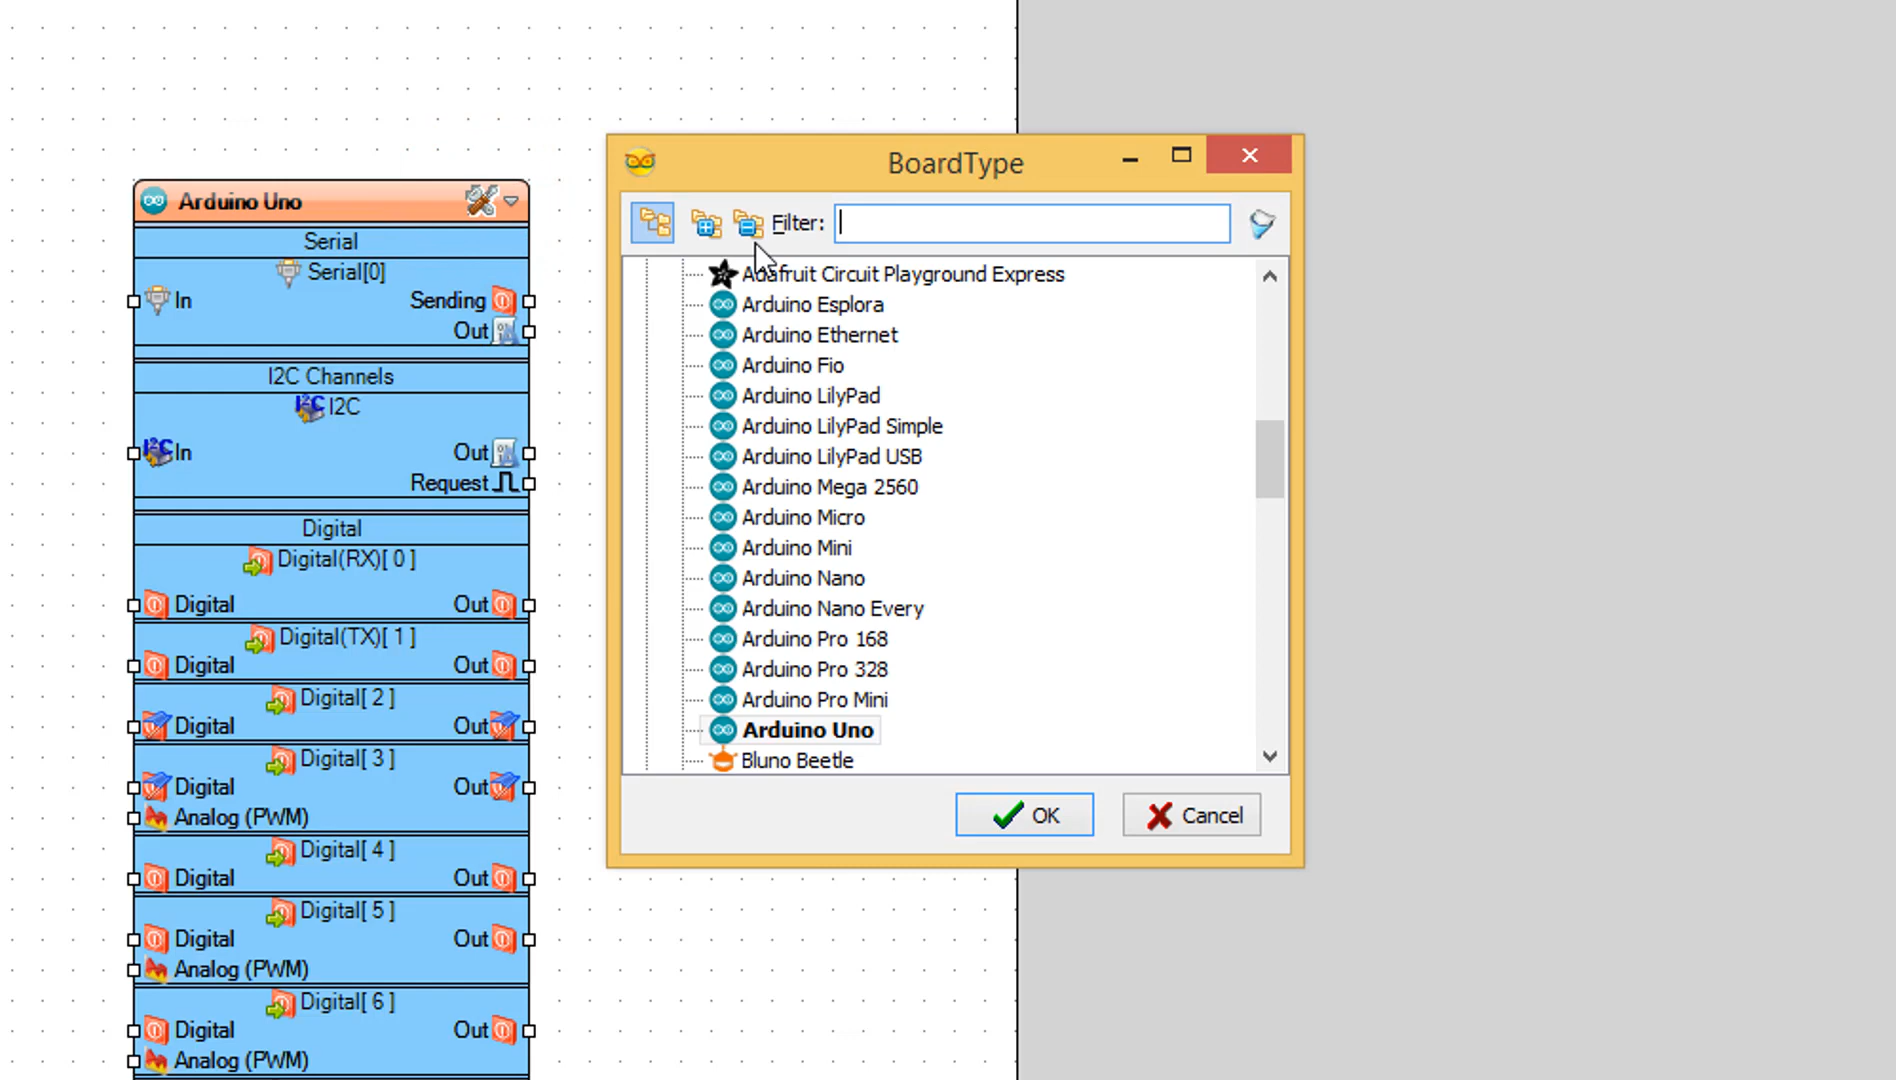 Arduino Uno
Serial
Serial[0]
In
Sending
Out
I2C Channels
I2C
I2C
In
Out
Request
Digital
Digital(RX)[ 0 ]
Digital
Out
Digital(TX)[ 1 ]
Digital
Out
Digital[ 2 ]
Digital
Out
Digital[ 3 ]
Digital
Out
Analog (PWM)
Digital[ 4 ]
Digital
Out
Digital[ 5 ]
Digital
Out
Analog (PWM)
Digital[ 6 ]
Digital
Out
Analog (PWM)
BoardType
Filter:
Adafruit Circuit Playground Express
Arduino Esplora
Arduino Ethernet
Arduino Fio
Arduino LilyPad
Arduino LilyPad Simple
Arduino LilyPad USB
Arduino Mega 2560
Arduino Micro
Arduino Mini
Arduino Nano
Arduino Nano Every
Arduino Pro 168
Arduino Pro 328
Arduino Pro Mini
Arduino Uno
Bluno Beetle
OK
Cancel